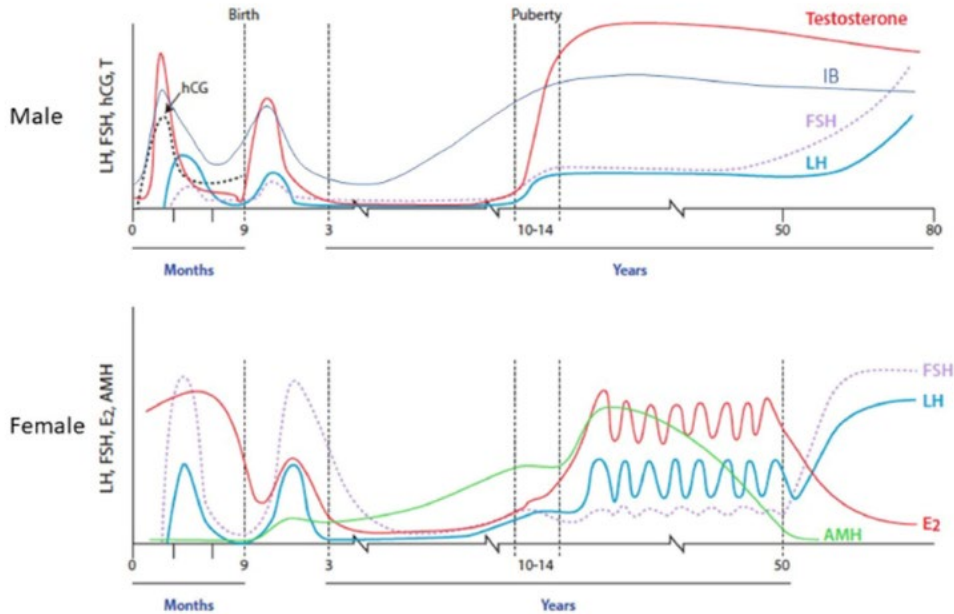 Birth
Puberty
Testosterone
IB
hCG
FSH
LH
Male
LH, FSH, hCG, T
0
9
3
10-14
50
80
Months
Years
Female
LH, FSH, E2, AMH
FSH
LH
E2
AMH
0
9
3
10-14
50
Months
Years